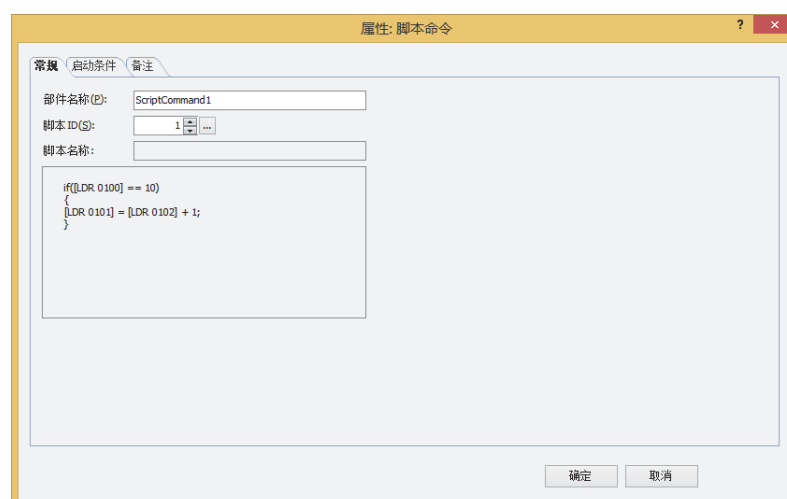 属性: 脚本命令
? ×
常规 启动条件 备注
部件名称(P): ScriptCommand1
脚本 ID(S): 1 ...
脚本名称:
if([LDR 0100] == 10)
{
[LDR 0101] = [LDR 0102] + 1;
}
确定 取消